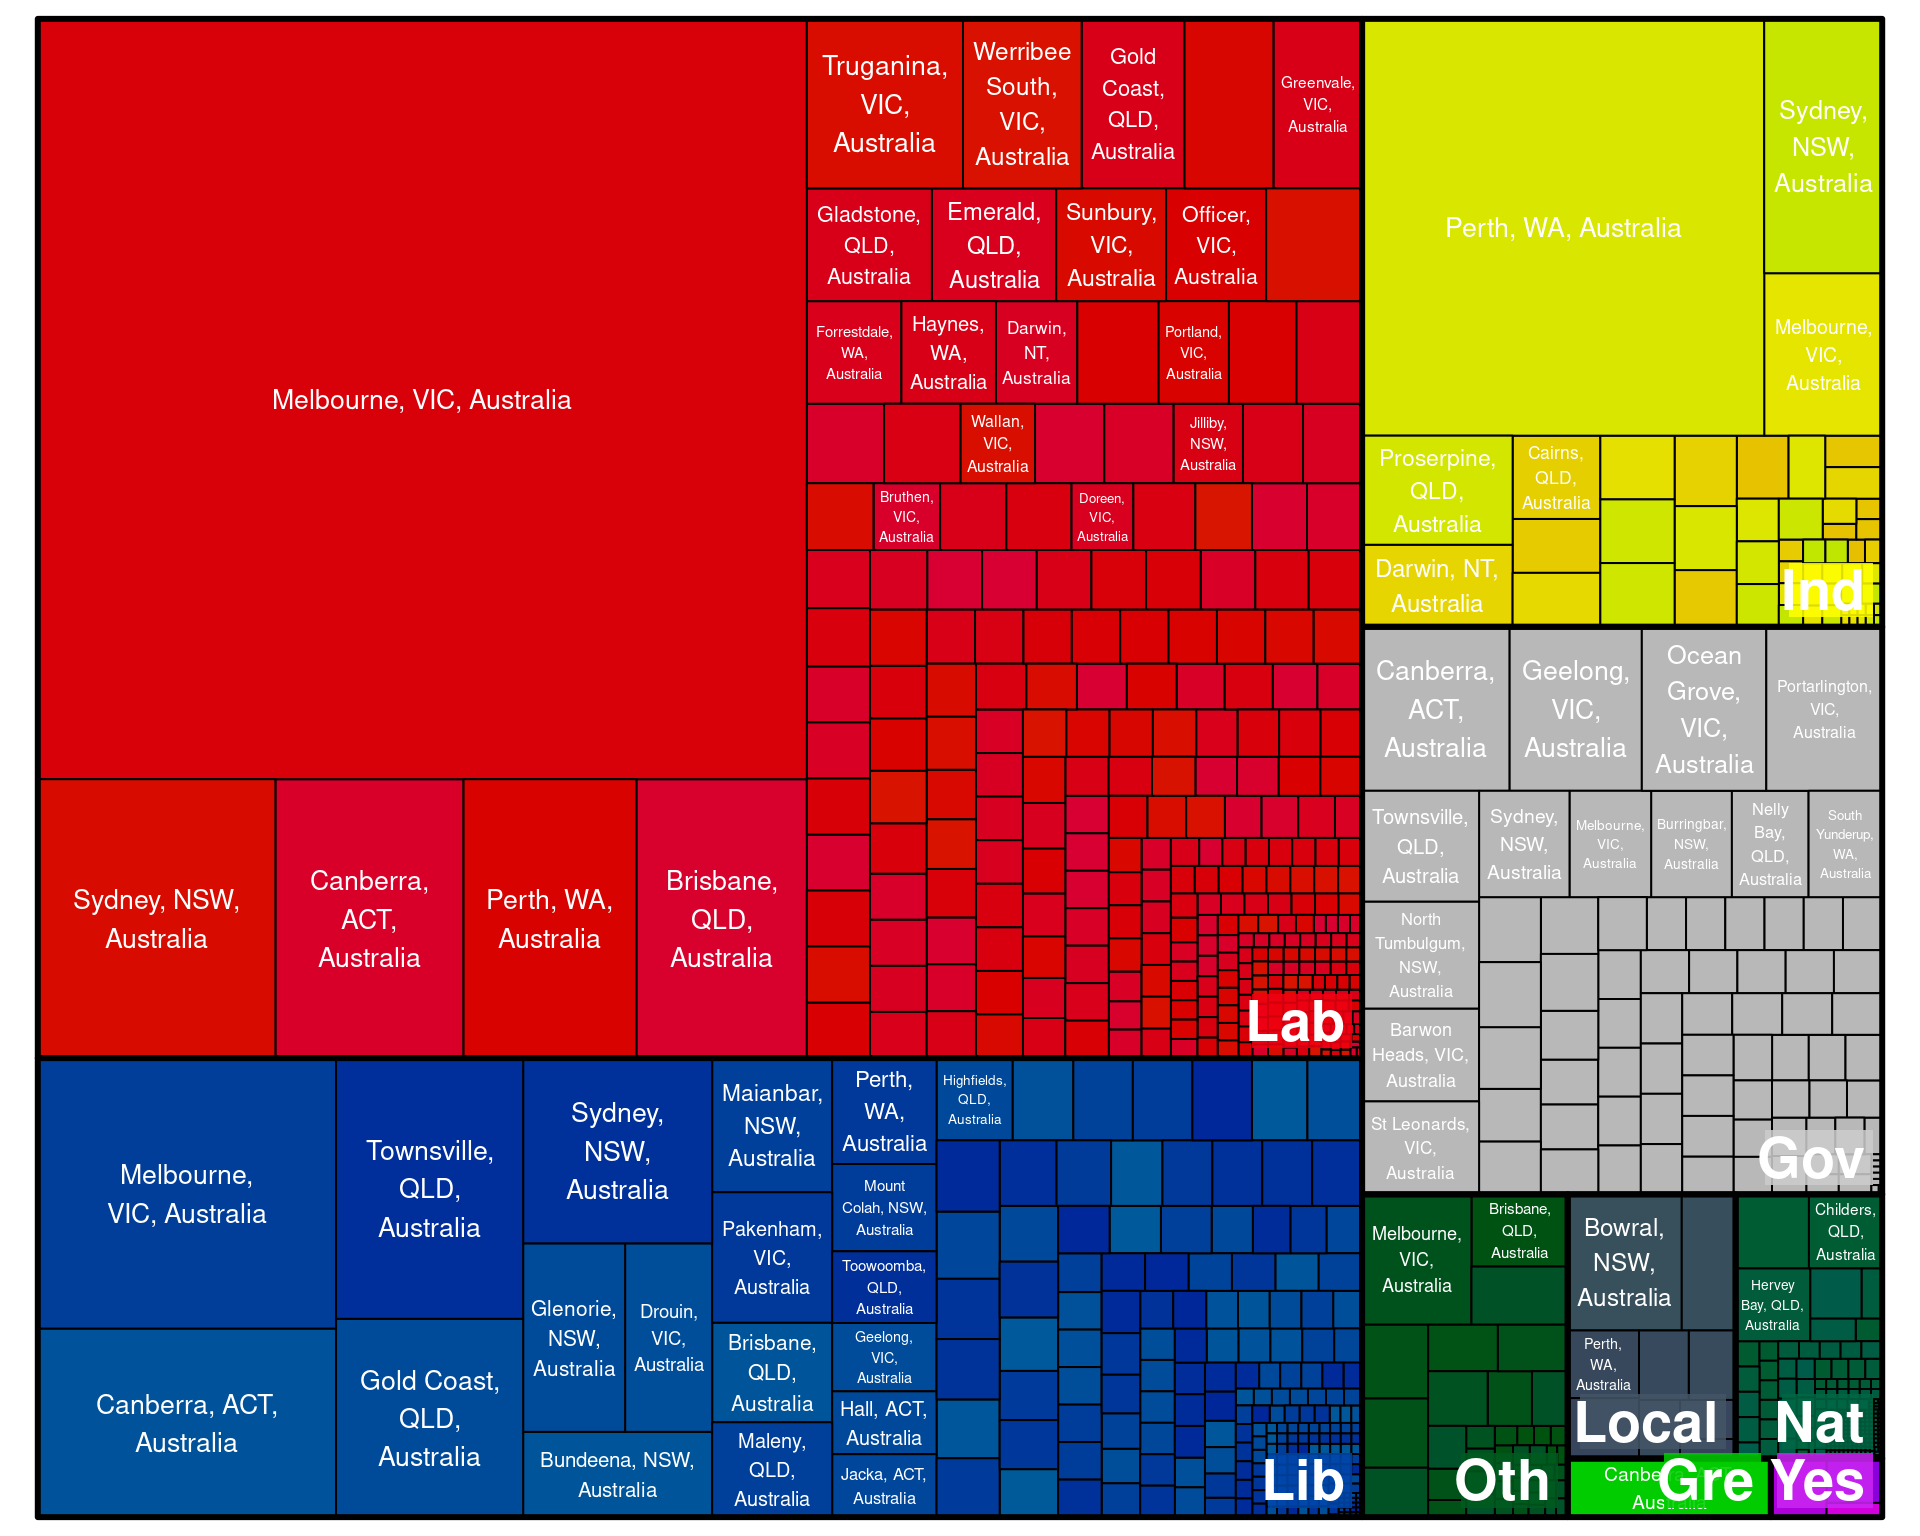 Melbourne, VIC, Australia
Sydney, NSW,
Australia
Canberra,
ACT,
Australia
Perth, WA,
Australia
Brisbane,
QLD,
Australia
Truganina,
VIC,
Australia
Werribee
South,
VIC,
Australia
Gold
Coast,
QLD,
Australia
Greenvale,
VIC,
Australia
Gladstone,
QLD,
Australia
Emerald,
QLD,
Australia
Sunbury,
VIC,
Australia
Officer,
VIC,
Australia
Forrestdale,
WA,
Australia
Haynes,
WA,
Australia
Darwin,
NT,
Australia
Portland,
VIC,
Australia
Wallan,
VIC,
Australia
Jilliby,
NSW,
Australia
Bruthen,
VIC,
Australia
Doreen,
VIC,
Australia
Lab
Perth, WA, Australia
Sydney,
NSW,
Australia
Melbourne,
VIC,
Australia
Proserpine,
QLD,
Australia
Cairns,
QLD,
Australia
Darwin, NT,
Australia
Ind
Canberra,
ACT,
Australia
Geelong,
VIC,
Australia
Ocean
Grove,
VIC,
Australia
Portarlington,
VIC,
Australia
Townsville,
QLD,
Australia
Sydney,
NSW,
Australia
Melbourne,
VIC,
Australia
Burringbar,
NSW,
Australia
Nelly
Bay,
QLD,
Australia
South
Yunderup,
WA,
Australia
North
Tumbulgum,
NSW,
Australia
Barwon
Heads, VIC,
Australia
St Leonards,
VIC,
Australia
Gov
Melbourne,
VIC, Australia
Canberra, ACT,
Australia
Townsville,
QLD,
Australia
Gold Coast,
QLD,
Australia
Sydney,
NSW,
Australia
Glenorie,
NSW,
Australia
Drouin,
VIC,
Australia
Bundeena, NSW,
Australia
Maianbar,
NSW,
Australia
Pakenham,
VIC,
Australia
Brisbane,
QLD,
Australia
Maleny,
QLD,
Australia
Perth,
WA,
Australia
Mount
Colah, NSW,
Australia
Toowoomba,
QLD,
Australia
Geelong,
VIC,
Australia
Hall, ACT,
Australia
Jacka, ACT,
Australia
Highfields,
QLD,
Australia
Lib
Melbourne,
VIC,
Australia
Brisbane,
QLD,
Australia
Oth
Bowral,
NSW,
Australia
Perth,
WA,
Australia
Local
Childers,
QLD,
Australia
Hervey
Bay, QLD,
Australia
Nat
Australia
Gre
Yes